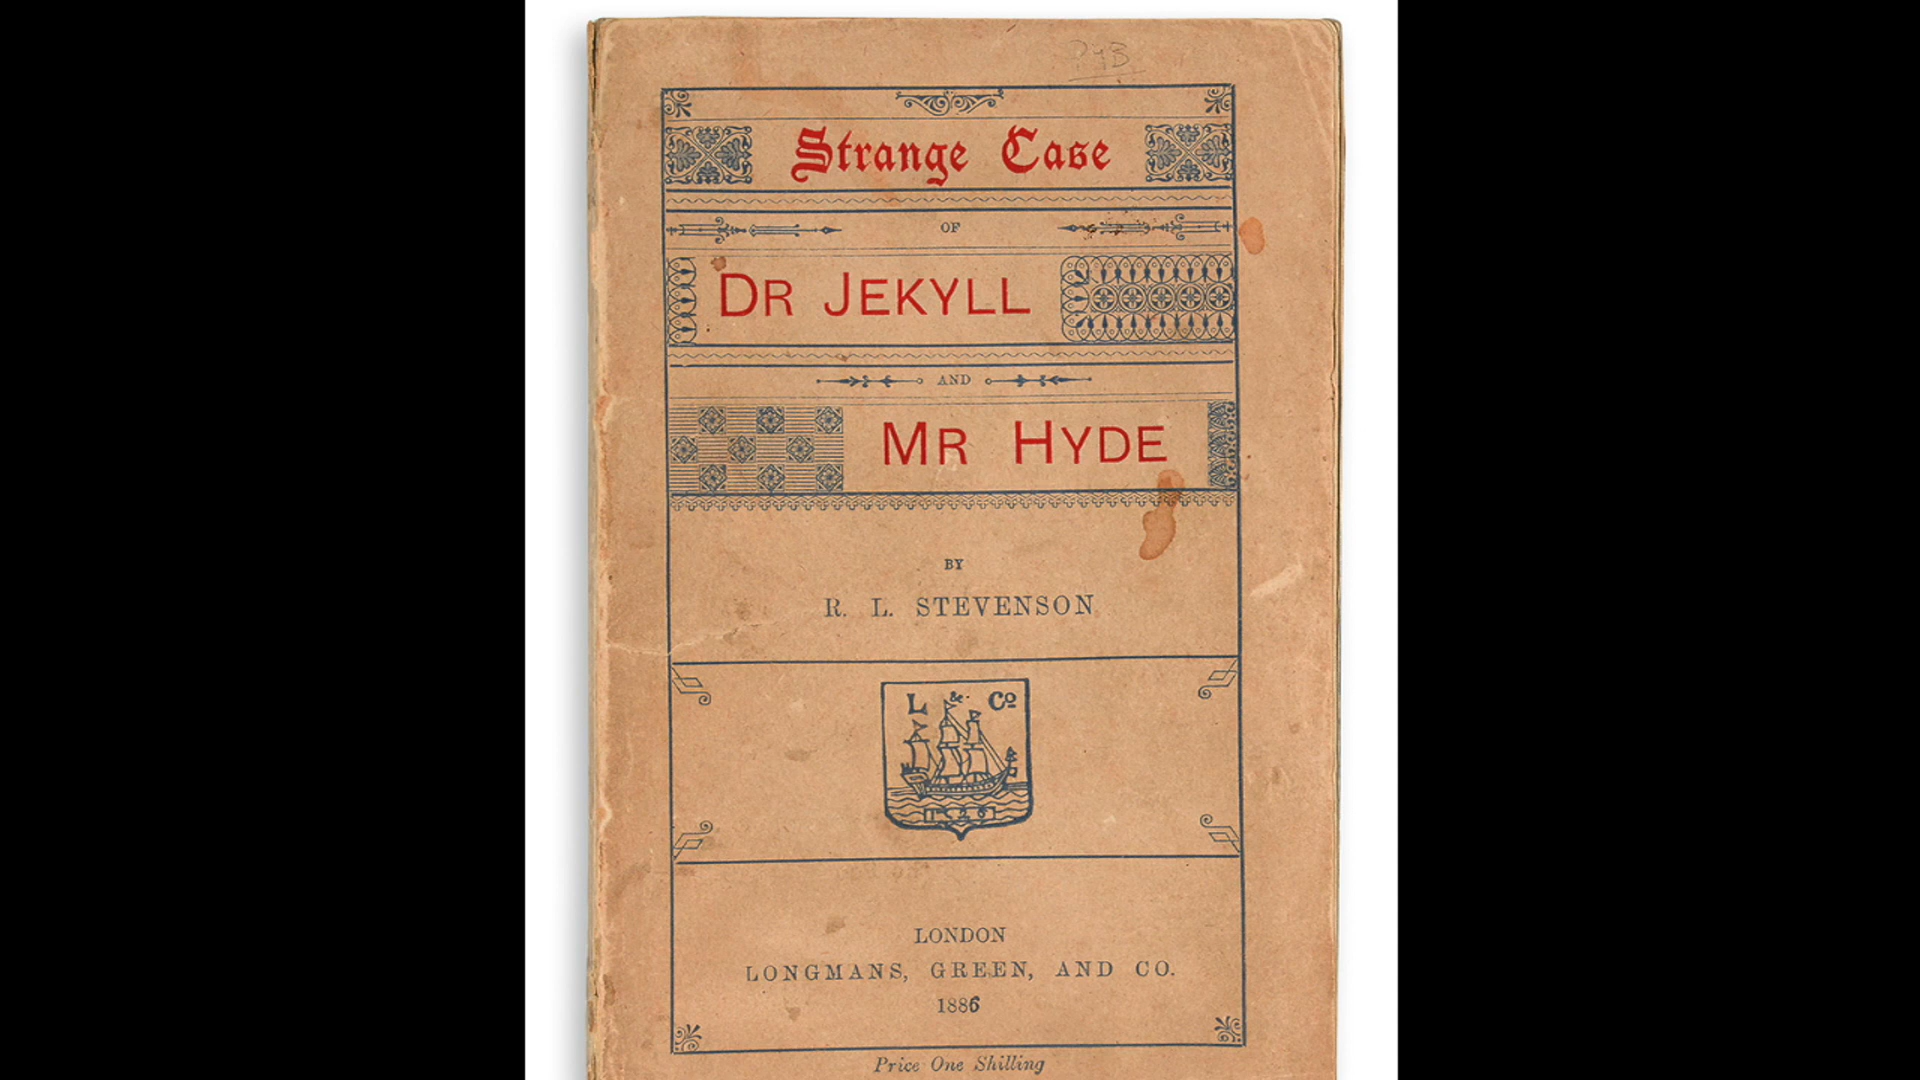 Strange Case
OF
DR JEKYLL
AND
MR HYDE
BY
R. L. STEVENSON
L & Co
1529
LONDON
LONGMANS, GREEN, AND CO.
1886
Price One Shilling